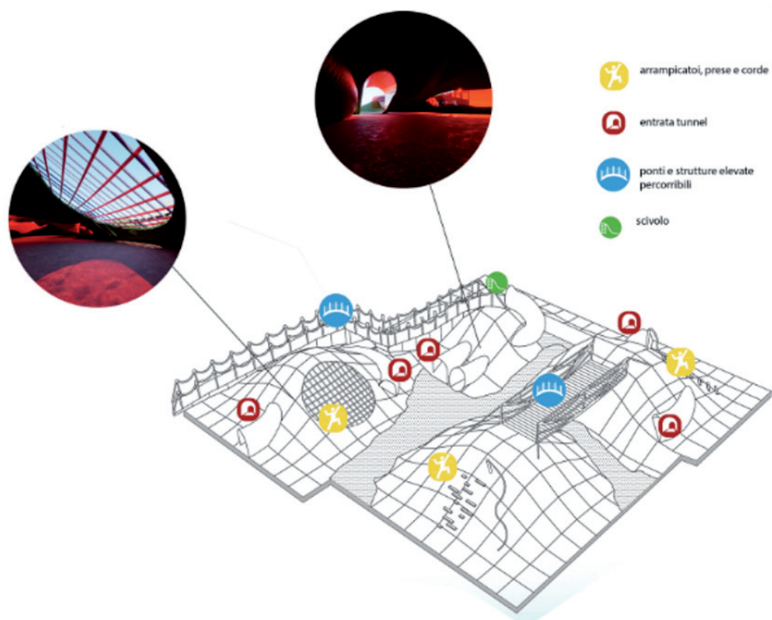 arrampicatoi, prese e corde
entrata tunnel
ponti e strutture elevate
percorribili
scivolo